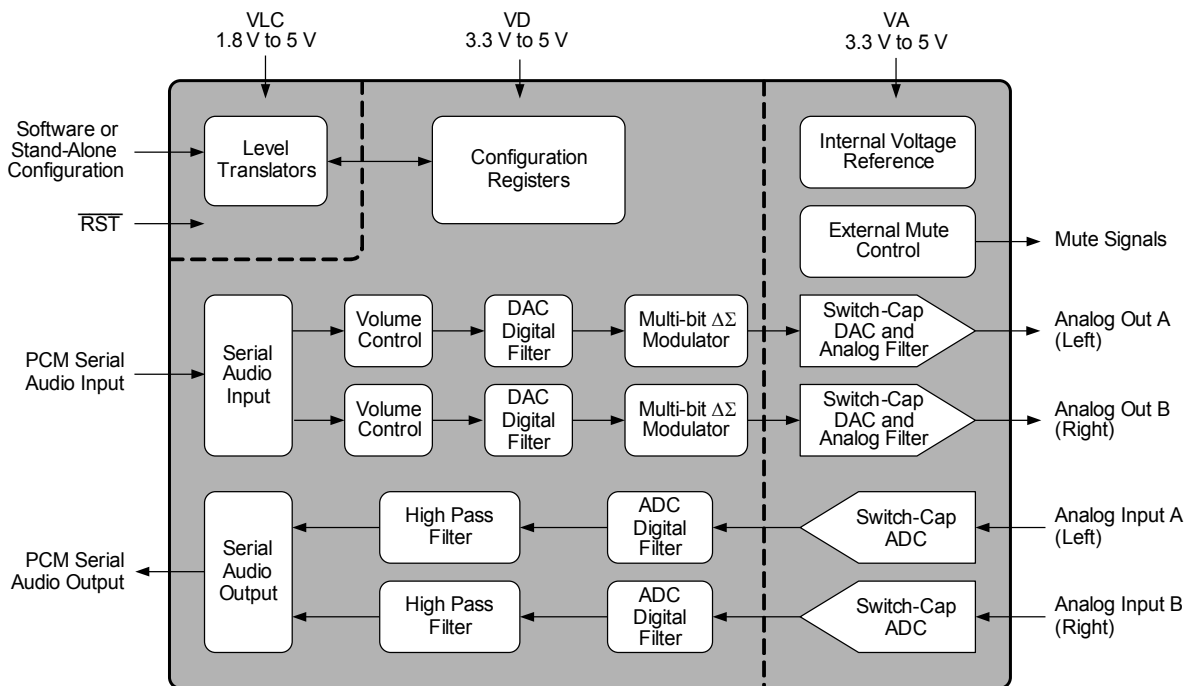 VLC
1.8 V to 5 V
VD
3.3 V to 5 V
VA
3.3 V to 5 V
Software or
Stand-Alone
Configuration
RST
Level
Translators
Configuration
Registers
Internal Voltage
Reference
External Mute
Control
Mute Signals
PCM Serial
Audio Input
Serial
Audio
Input
Volume
Control
DAC
Digital
Filter
Multi-bit ΔΣ
Modulator
Switch-Cap
DAC and
Analog Filter
Analog Out A
(Left)
Volume
Control
DAC
Digital
Filter
Multi-bit ΔΣ
Modulator
Switch-Cap
DAC and
Analog Filter
Analog Out B
(Right)
PCM Serial
Audio Output
Serial
Audio
Output
High Pass
Filter
ADC
Digital
Filter
Switch-Cap
ADC
Analog Input A
(Left)
High Pass
Filter
ADC
Digital
Filter
Switch-Cap
ADC
Analog Input B
(Right)